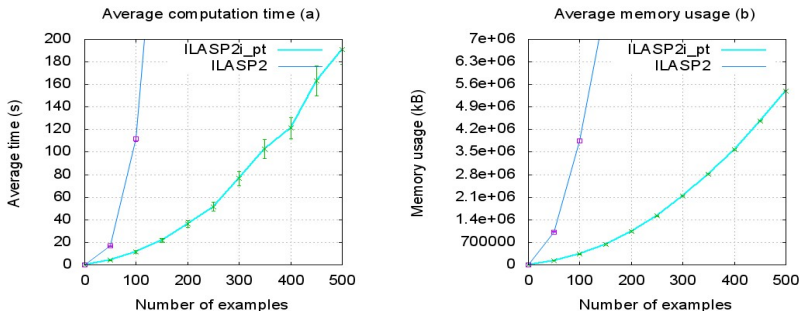 Average computation time (a)
ILASP2i_pt
ILASP2
Average time (s)
200
180
160
140
120
100
80
60
40
20
0
0 100 200 300 400 500
Number of examples
Average memory usage (b)
ILASP2i_pt
ILASP2
Memory usage (kB)
7e+06
6.3e+06
5.6e+06
4.9e+06
4.2e+06
3.5e+06
2.8e+06
2.1e+06
1.4e+06
700000
0
0 100 200 300 400 500
Number of examples